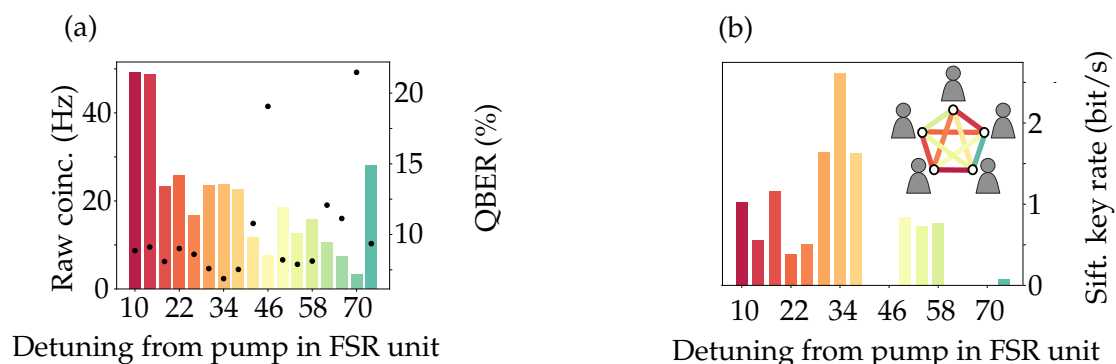 (a)
Raw coinc. (Hz)
40
20
0
20
15
10
QBER (%)
10 22 34 46 58 70
Detuning from pump in FSR unit
(b)
2
1
0
Sift. key rate (bit/s)
10 22 34 46 58 70
Detuning from pump in FSR unit